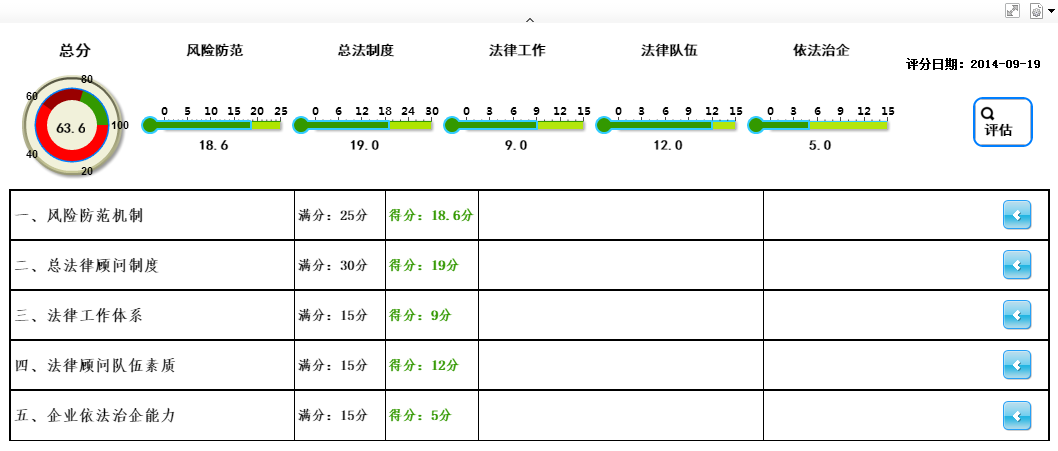 总分 风险防范 总法制度 法律工作 法律队伍 依法治企
评分日期：2014-09-19
80
60
100
63.6
40
20
0 5 10 15 20 25
0 6 12 18 24 30
0 3 6 9 12 15
0 3 6 9 12 15
0 3 6 9 12 15
18.6 19.0 9.0 12.0 5.0
评估
一、风险防范机制 满分：25分 得分：18.6分
二、总法律顾问制度 满分：30分 得分：19分
三、法律工作体系 满分：15分 得分：9分
四、法律顾问队伍素质 满分：15分 得分：12分
五、企业依法治企能力 满分：15分 得分：5分